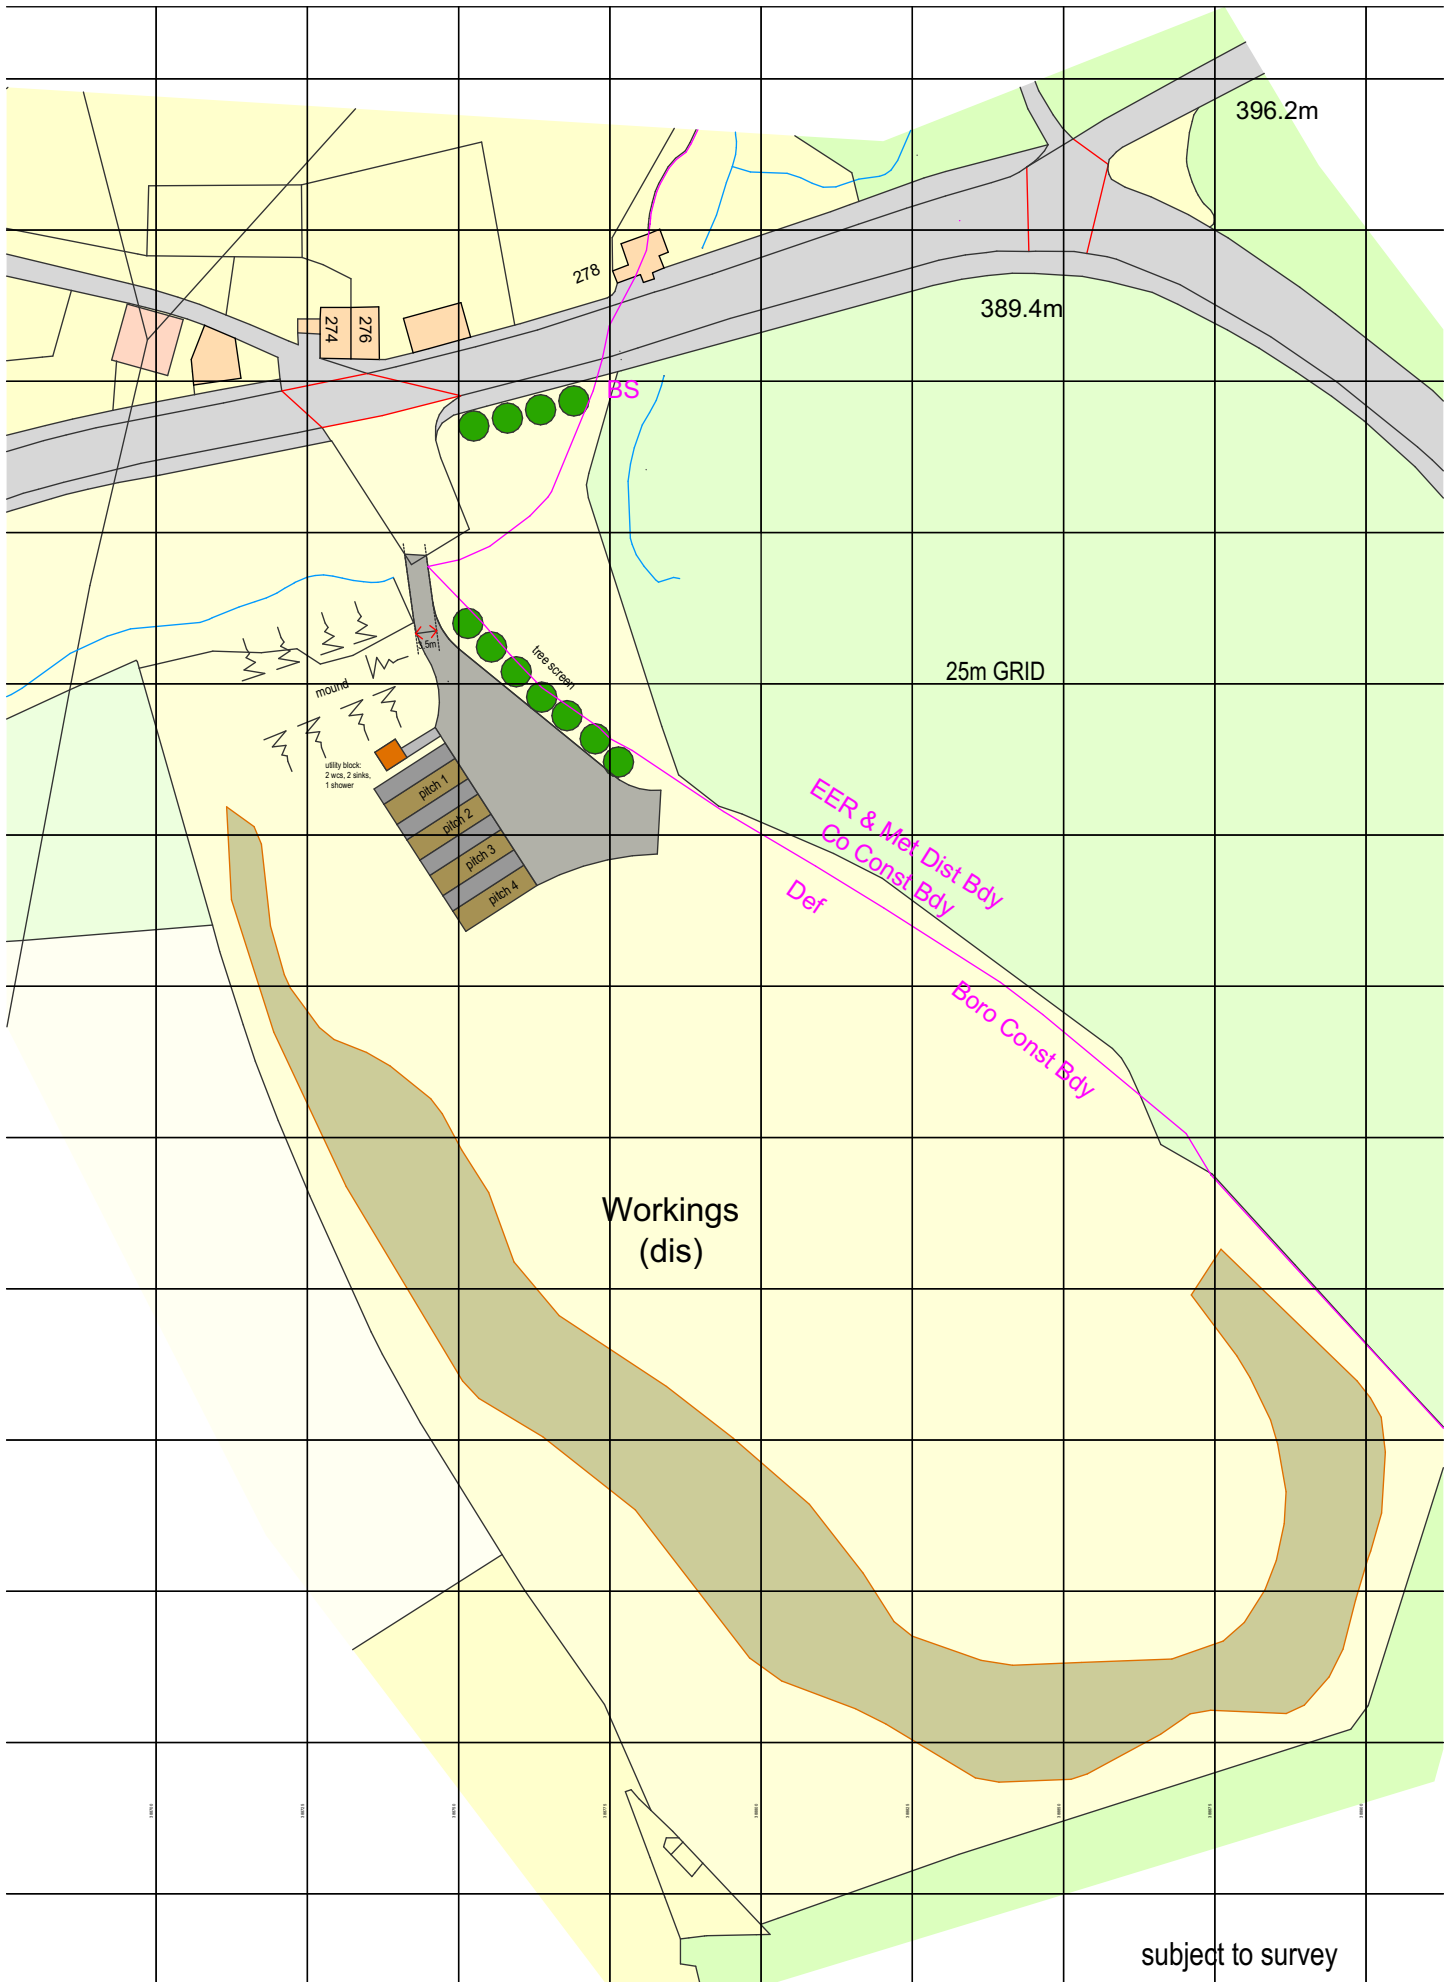 396.2m
278
389.4m
274
276
BS
3.5m
tree screen
25m GRID
mound
utility block:
2 wcs, 2 sinks,
1 shower
pitch 1
pitch 2
pitch 3
pitch 4
EER & Met Dist Bdy
Co Const Bdy
Def
Boro Const Bdy
Workings
(dis)
subject to survey